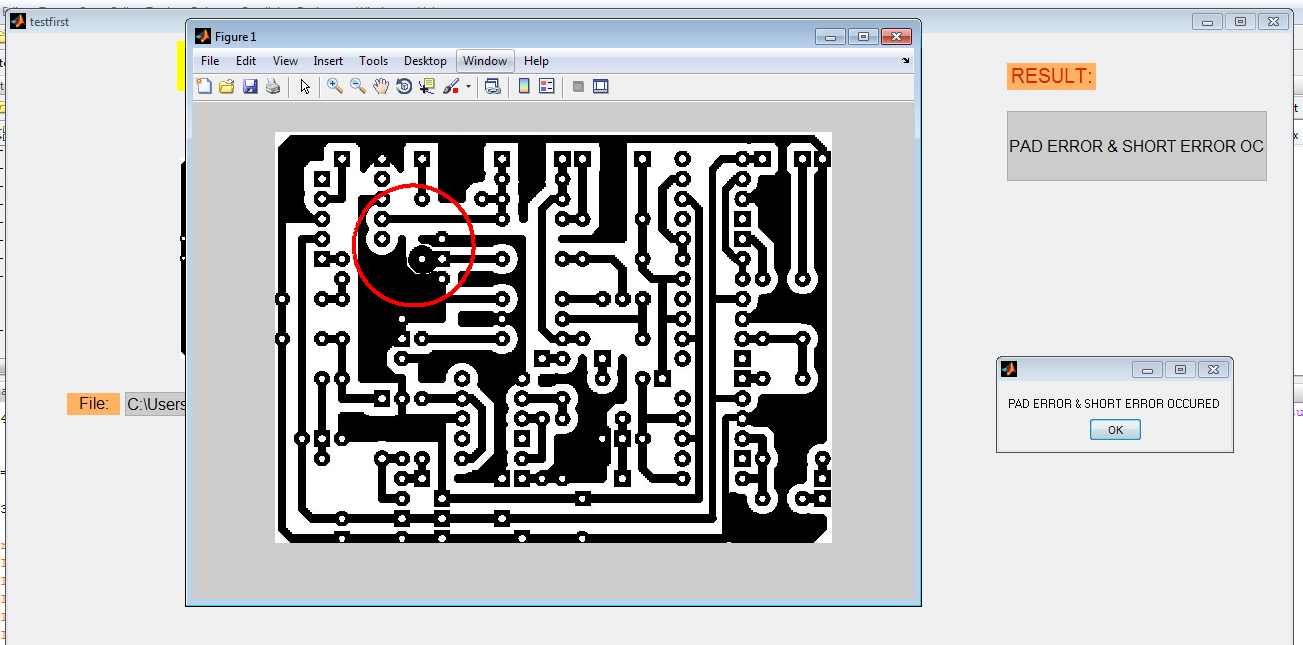 testfirst
Figure 1
File Edit View Insert Tools Desktop Window Help
RESULT:
PAD ERROR & SHORT ERROR OC
File: C:\Users
PAD ERROR & SHORT ERROR OCCURED
OK